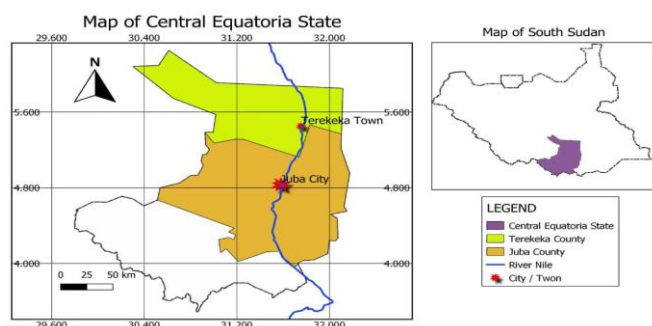 Map of Central Equatoria State
29.600 30.400 31.200 32.000
N
5.600 5.600
Terekeka Town
Juba City
4.800 4.800
4.000 4.000
0 25 50 km
29.600 30.400 31.200 32.000
Map of South Sudan
LEGEND
Central Equatoria State
Terekeka County
Juba County
River Nile
City / Twon